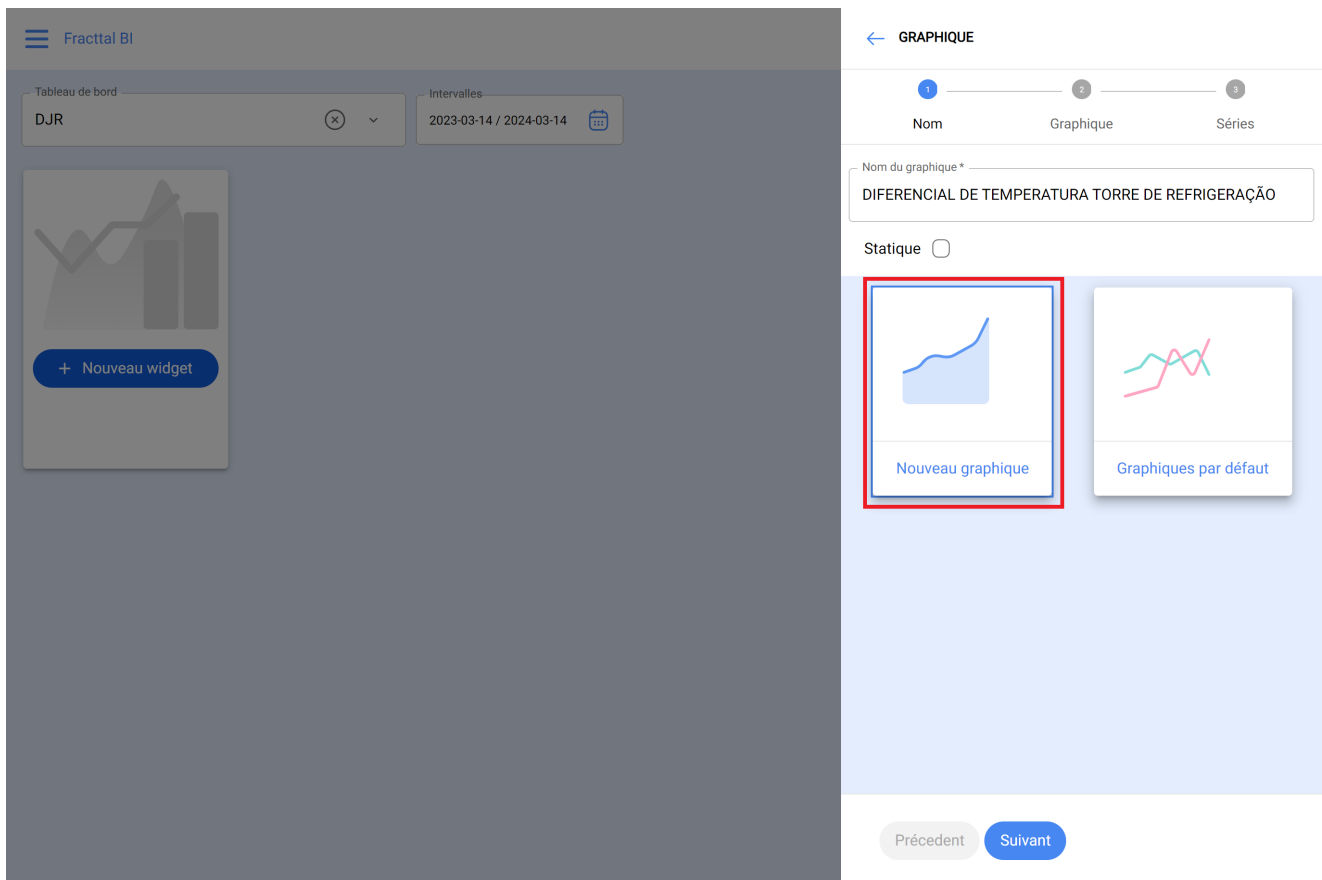 Fracttal BI
Tableau de bord
DJR
Intervalles
2023-03-14 / 2024-03-14
+ Nouveau widget
GRAPHIQUE
1
2
3
Nom
Graphique
Séries
Nom du graphique *
DIFERENCIAL DE TEMPERATURA TORRE DE REFRIGERAÇÃO
Statique
Nouveau graphique
Graphiques par défaut
Précedent
Suivant